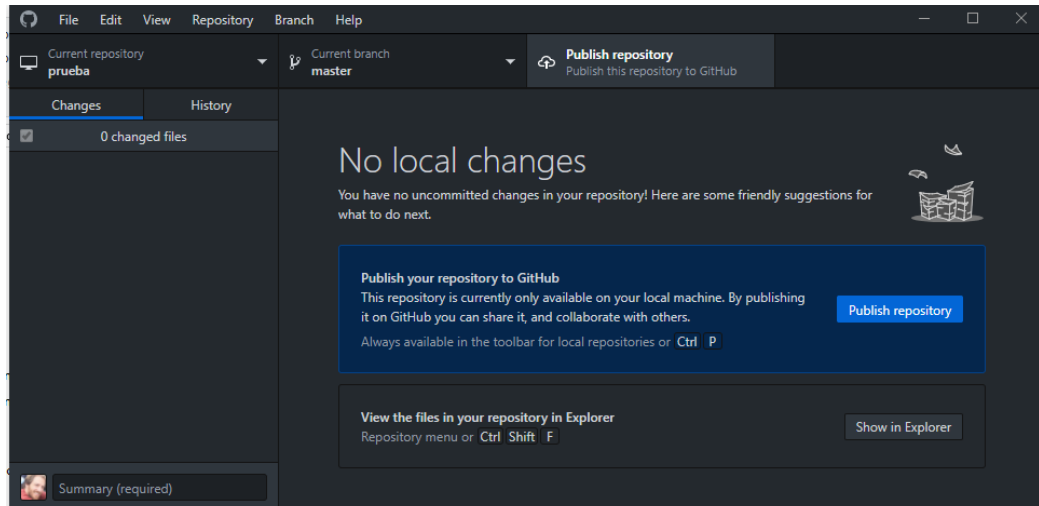 File Edit View Repository Branch Help
Current repository
prueba
Current branch
master
Publish repository
Publish this repository to GitHub
Changes History
0 changed files
No local changes
You have no uncommitted changes in your repository! Here are some friendly suggestions for
what to do next.
Publish your repository to GitHub
This repository is currently only available on your local machine. By publishing
it on GitHub you can share it, and collaborate with others.
Always available in the toolbar for local repositories or Ctrl P
Publish repository
View the files in your repository in Explorer
Repository menu or Ctrl Shift F
Show in Explorer
Summary (required)